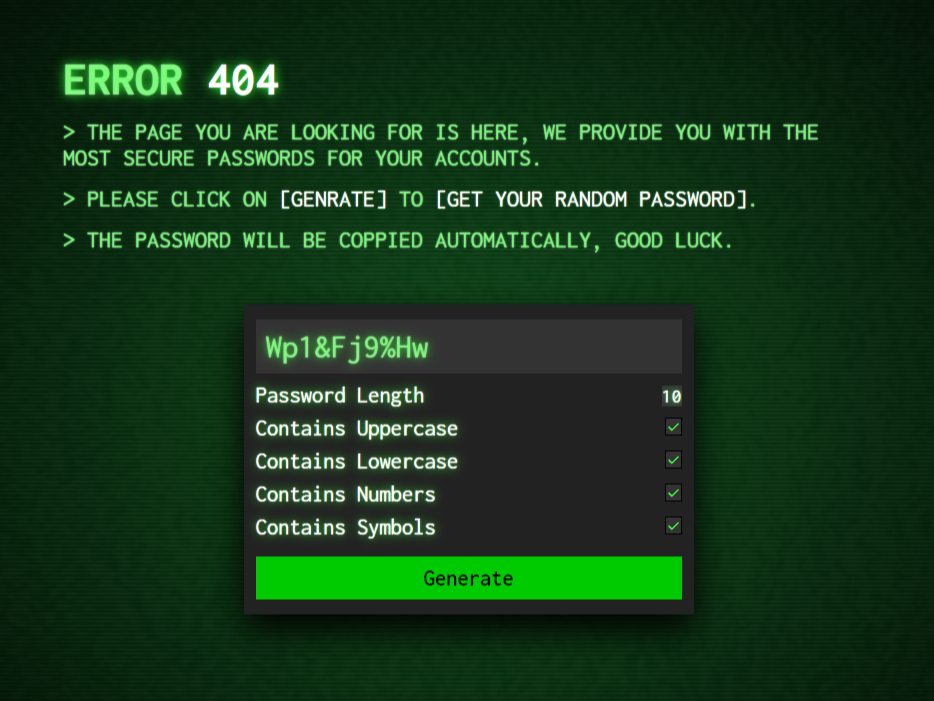 ERROR 404
> THE PAGE YOU ARE LOOKING FOR IS HERE, WE PROVIDE YOU WITH THE
MOST SECURE PASSWORDS FOR YOUR ACCOUNTS.
> PLEASE CLICK ON [GENRATE] TO [GET YOUR RANDOM PASSWORD].
> THE PASSWORD WILL BE COPPIED AUTOMATICALLY, GOOD LUCK.
Wp1&Fj9%Hw
Password Length 10
Contains Uppercase
Contains Lowercase
Contains Numbers
Contains Symbols
Generate